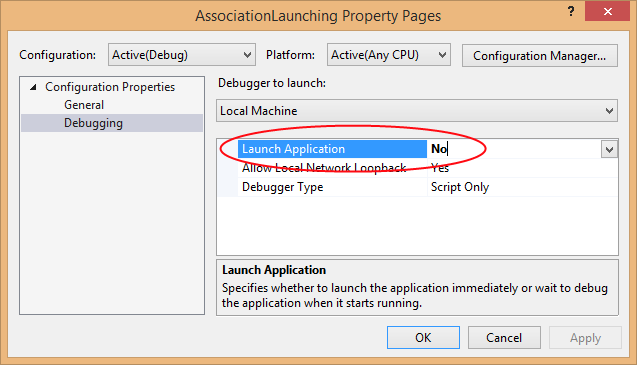 AssociationLaunching Property Pages
?
Configuration: Active(Debug) Platform: Active(Any CPU) Configuration Manager...
Configuration Properties
General
Debugging
Debugger to launch:
Local Machine
Launch Application No
Allow Local Network Loopback Yes
Debugger Type Script Only
Launch Application
Specifies whether to launch the application immediately or wait to debug
the application when it starts running.
OK Cancel Apply